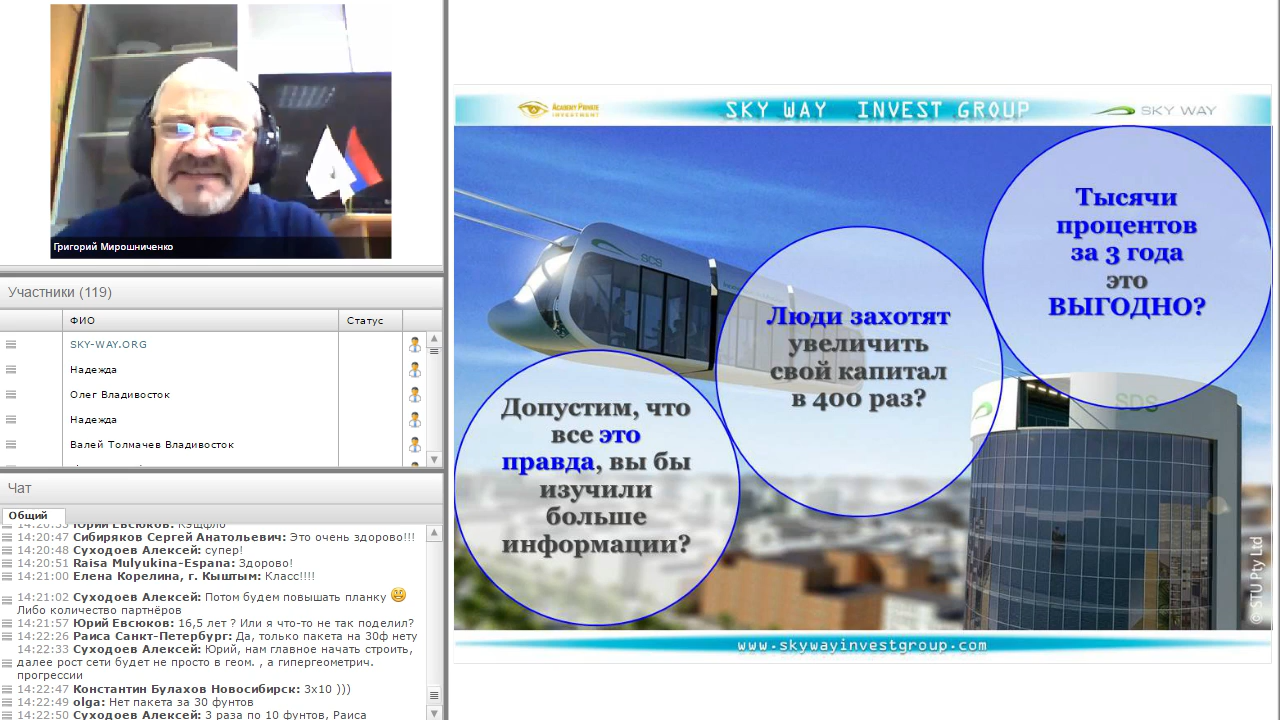 Григорий Мирошниченко
Участники (119)
ФИО
Статус
SKY-WAY.ORG
Надежда
Олег Владивосток
Надежда
Валей Толмачев Владивосток
Чат
Общий
14:20:47 Сибиряков Сергей Анатольевич: Это очень здорово!!!
14:20:48 Суходоев Алексей: супер!
14:20:51 Raisa Mulyukina-Espana: Здорово!
14:21:00 Елена Корелина, г. Кыштым: Класс!!!!
14:21:02 Суходоев Алексей: Потом будем повышать планку
Либо количество партнёров
14:21:57 Юрий Евсюков: 16,5 лет ? Или я что-то не так поделил?
14:22:26 Раиса Санкт-Петербург: Да, только пакета на 30ф нету
14:22:33 Суходоев Алексей: Юрий, нам главное начать строить,
далее рост сети будет не просто в геом. , а гипергеометрич.
прогрессии
14:22:47 Константин Булахов Новосибирск: 3х10 )))
14:22:49 olga: Нет пакета за 30 фунтов
14:22:50 Суходоев Алексей: 3 раза по 10 фунтов, Раиса
ACADEMY PRIVATE
INVESTMENT
SKY WAY INVEST GROUP
SKY WAY
Тысячи
процентов
за 3 года
это
ВЫГОДНО?
Люди захотят
увеличить
свой капитал
в 400 раз?
Допустим, что
все это
правда, вы бы
изучили
больше
информации?
SCS
SDS
© STU Pty Ltd
www.skywayinvestgroup.com